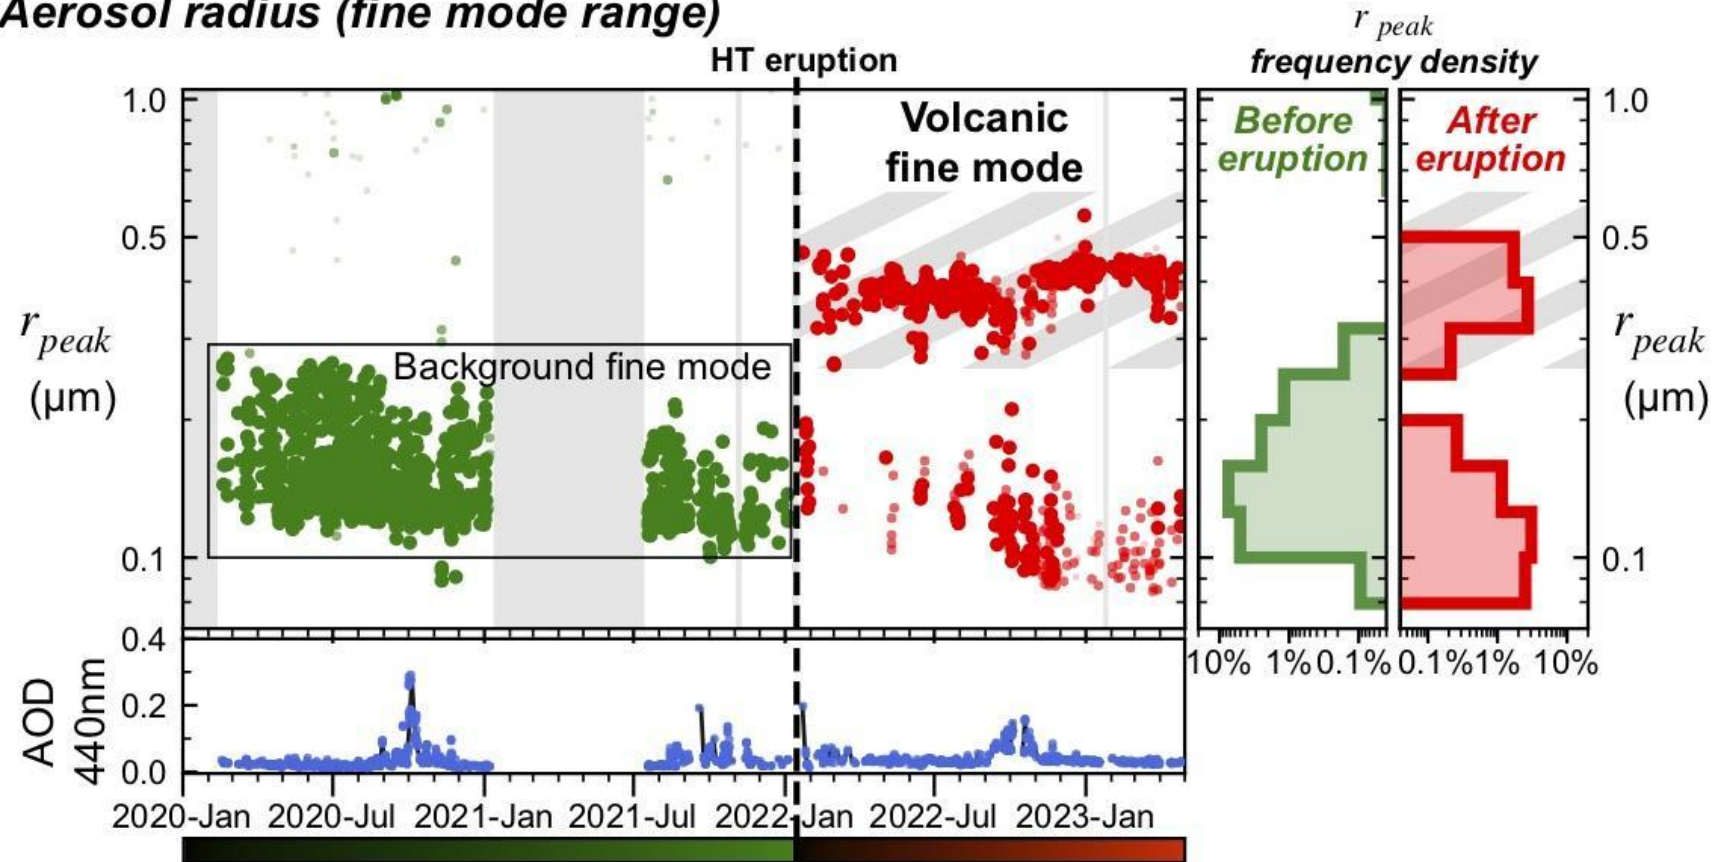 Aerosol radius (fine mode range)
r peak
frequency density
HT eruption
1.0
0.5
0.1
r peak
(μm)
Volcanic
fine mode
Background fine mode
Before
eruption
After
eruption
1.0
0.5
0.1
r peak
(μm)
10% 1% 0.1%
0.1% 1% 10%
AOD
440nm
0.4
0.2
0.0
2020-Jan 2020-Jul 2021-Jan 2021-Jul 2022-Jan 2022-Jul 2023-Jan